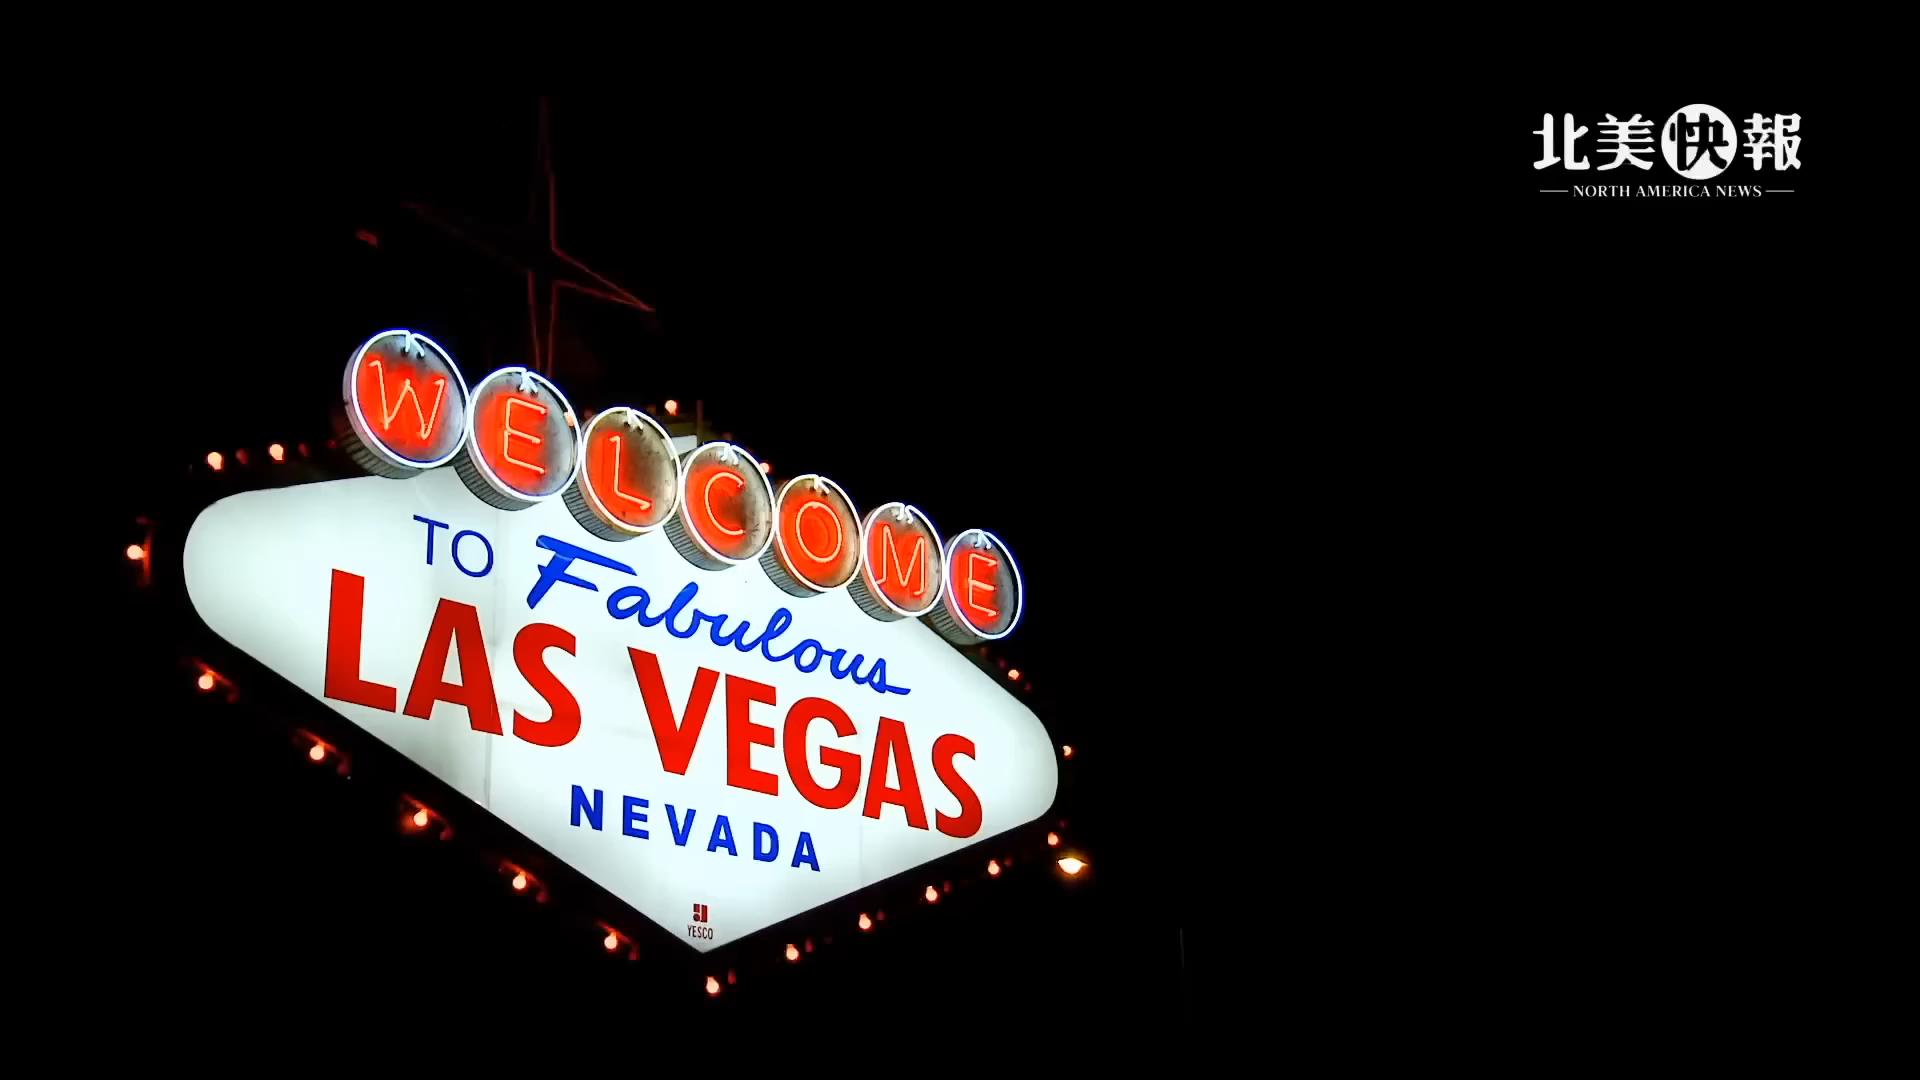 北美快報
NORTH AMERICA NEWS
WELCOME
TO Fabulous
LAS VEGAS
NEVADA
YESCO